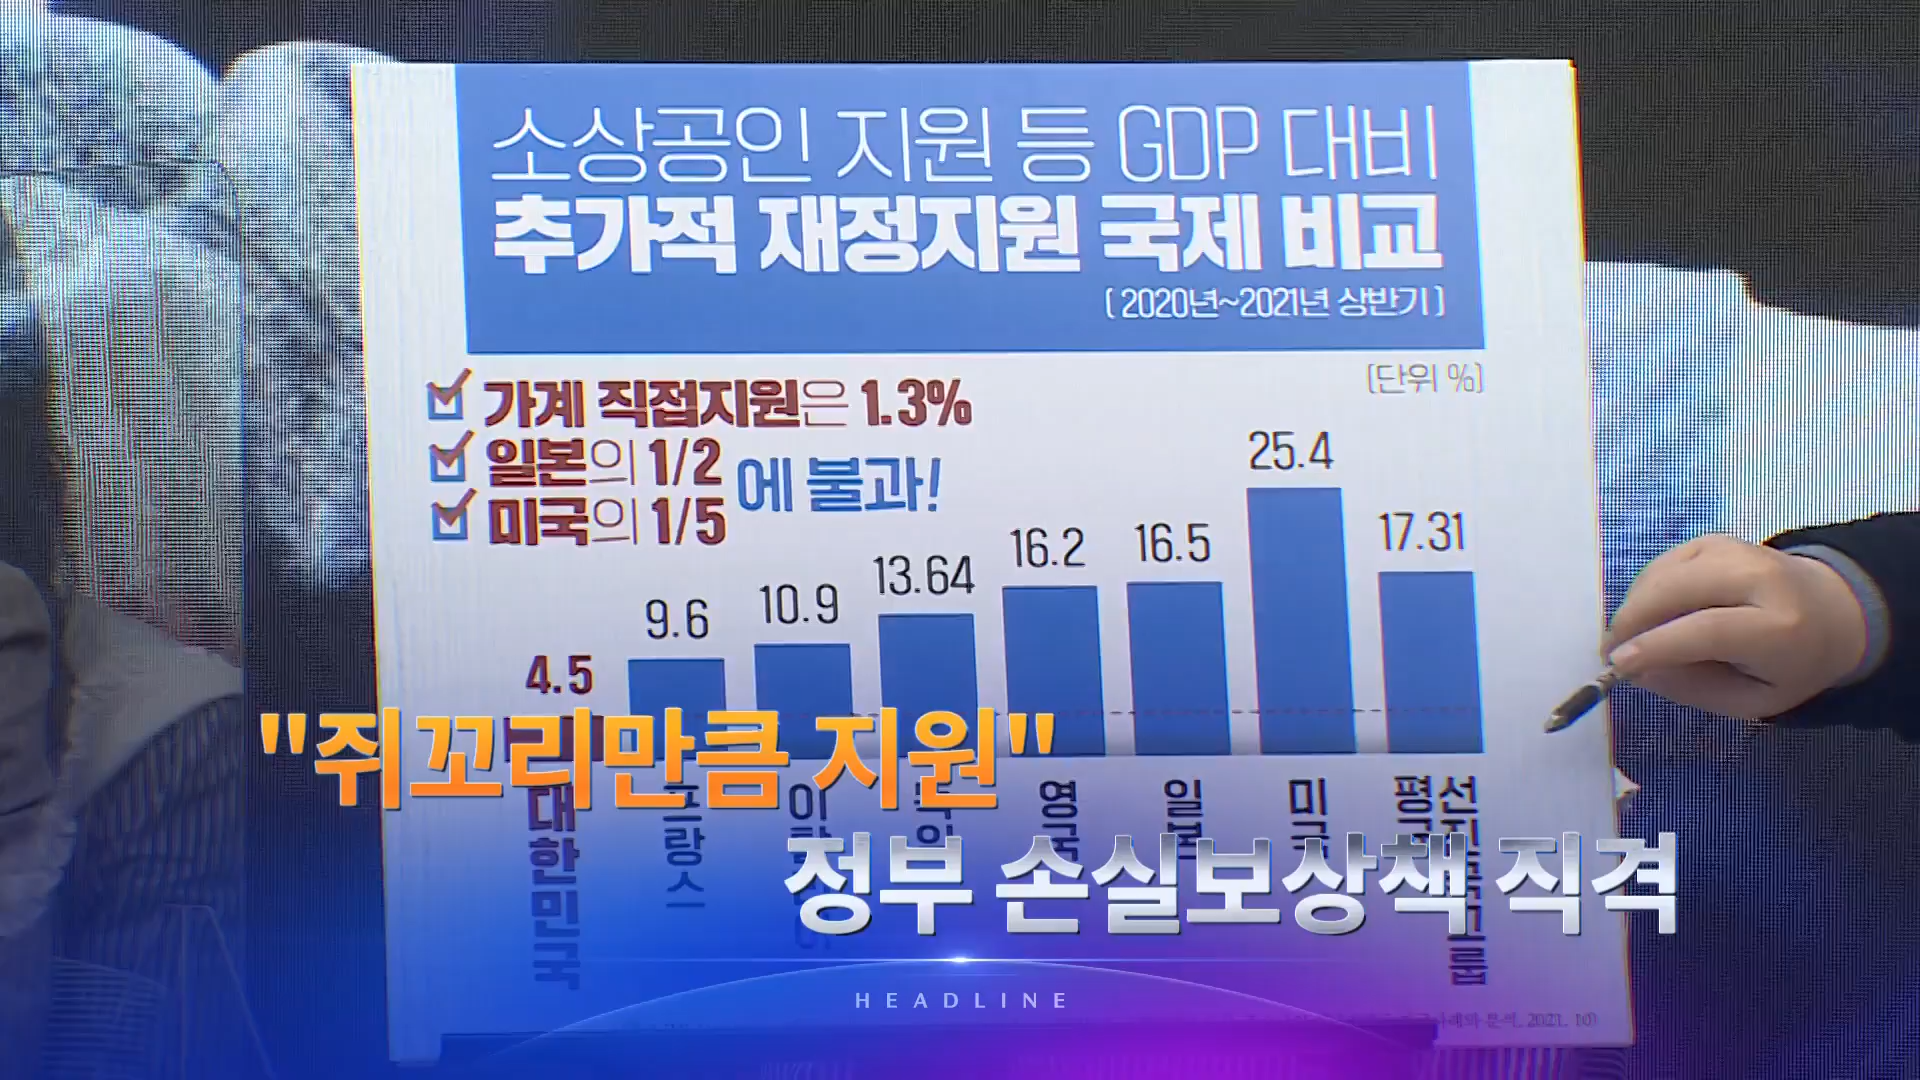 소상공인 지원 등 GDP 대비
추가적 재정지원 국제 비교
( 2020년~2021년 상반기 )
(단위 %)
가계 직접지원은 1.3%
일본의 1/2
미국의 1/5
에 불과!
4.5
9.6
10.9
13.64
16.2
16.5
25.4
17.31
대한민국
프랑스
영국
일본
미국
"쥐꼬리만큼 지원"
정부 손실보상책 직격
HEADLINE
2021. 10)